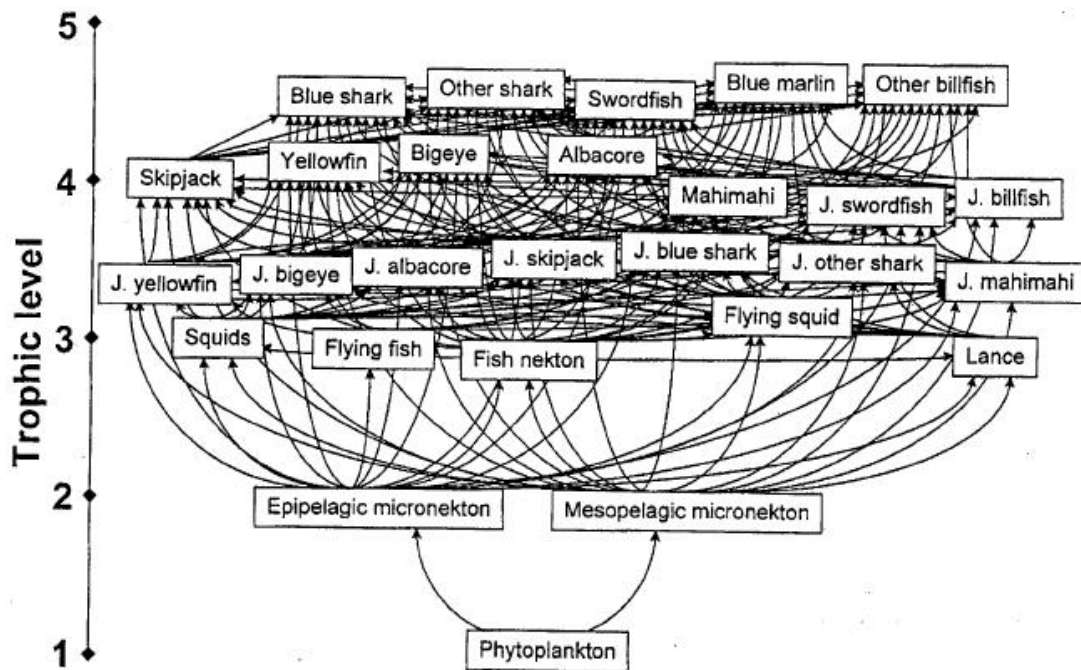 5
Blue shark
Other shark
Swordfish
Blue marlin
Other billfish
Skipjack
Yellowfin
Bigeye
Albacore
Mahimahi
J. swordfish
J. billfish
4
J. yellowfin
J. bigeye
J. albacore
J. skipjack
J. blue shark
J. other shark
J. mahimahi
Squids
Flying fish
Fish nekton
Flying squid
Lance
3
Trophic level
2
Epipelagic micronekton
Mesopelagic micronekton
1
Phytoplankton